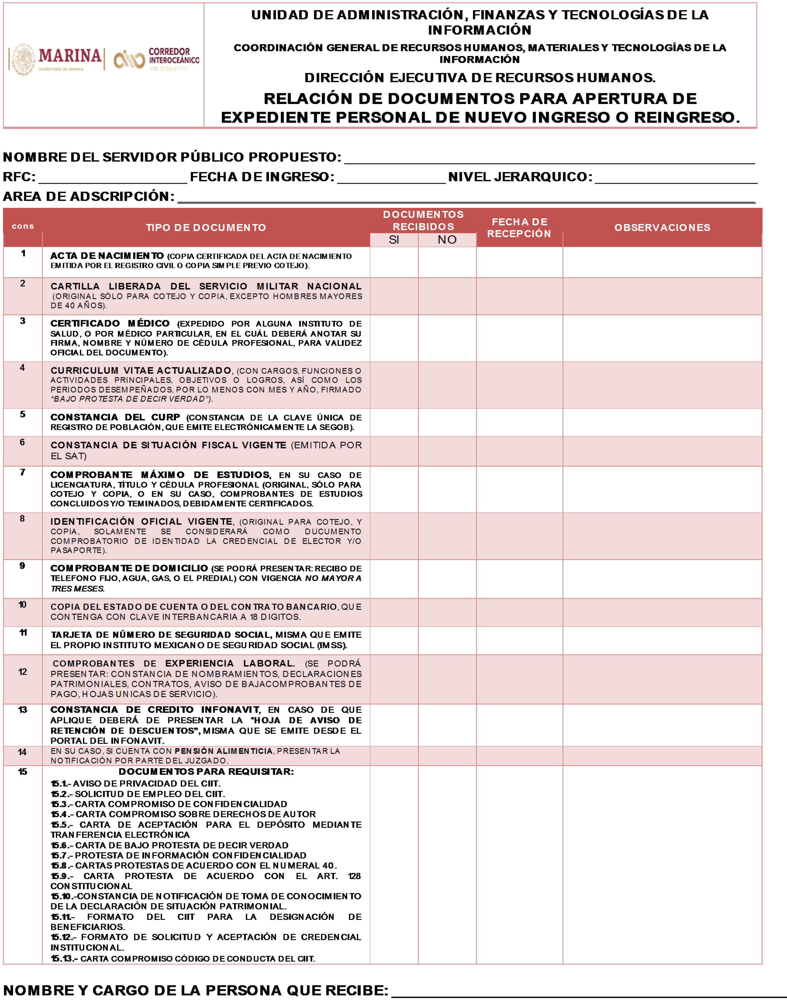 MARINA
SECRETARÍA DE MARINA
CORREDOR
INTEROCEÁNICO
ISTMO DE TEHUANTEPEC
UNIDAD DE ADMINISTRACIÓN, FINANZAS Y TECNOLOGÍAS DE LA
INFORMACIÓN
COORDINACIÓN GENERAL DE RECURSOS HUMANOS, MATERIALES Y TECNOLOGÍAS DE LA
INFORMACIÓN
DIRECCIÓN EJECUTIVA DE RECURSOS HUMANOS.
RELACIÓN DE DOCUMENTOS PARA APERTURA DE
EXPEDIENTE PERSONAL DE NUEVO INGRESO O REINGRESO.
NOMBRE DEL SERVIDOR PÚBLICO PROPUESTO:
RFC: FECHA DE INGRESO: NIVEL JERARQUICO:
AREA DE ADSCRIPCIÓN:
cons TIPO DE DOCUMENTO DOCUMENTOS RECIBIDOS FECHA DE RECEPCIÓN OBSERVACIONES
SI NO
1 ACTA DE NACIMIENTO (COPIA CERTIFICADA DEL ACTA DE NACIMIENTO
EMITIDA POR EL REGISTRO CIVIL O COPIA SIMPLE PREVIO COTEJO).
2 CARTILLA LIBERADA DEL SERVICIO MILITAR NACIONAL
(ORIGINAL SÓLO PARA COTEJO Y COPIA, EXCEPTO HOMBRES MAYORES
DE 40 AÑOS).
3 CERTIFICADO MÉDICO (EXPEDIDO POR ALGUNA INSTITUTO DE
SALUD, O POR MÉDICO PARTICULAR, EN EL CUÁL DEBERÁ ANOTAR SU
FIRMA, NOMBRE Y NÚMERO DE CÉDULA PROFESIONAL, PARA VALIDEZ
OFICIAL DEL DOCUMENTO).
4 CURRICULUM VITAE ACTUALIZADO, (CON CARGOS, FUNCIONES O
ACTIVIDADES PRINCIPALES, OBJETIVOS O LOGROS, ASÍ COMO LOS
PERIODOS DESEMPEÑADOS, POR LO MENOS CON MES Y AÑO, FIRMADO
“BAJO PROTESTA DE DECIR VERDAD”).
5 CONSTANCIA DEL CURP (CONSTANCIA DE LA CLAVE ÚNICA DE
REGISTRO DE POBLACIÓN, QUE EMITE ELECTRÓNICAMENTE LA SEGOB).
6 CONSTANCIA DE SITUACIÓN FISCAL VIGENTE (EMITIDA POR
EL SAT)
7 COMPROBANTE MÁXIMO DE ESTUDIOS, EN SU CASO DE
LICENCIATURA, TÍTULO Y CÉDULA PROFESIONAL (ORIGINAL, SÓLO PARA
COTEJO Y COPIA, O EN SU CASO, COMPROBANTES DE ESTUDIOS
CONCLUIDOS Y/O TEMINADOS, DEBIDAMENTE CERTIFICADOS.
8 IDENTIFICACIÓN OFICIAL VIGENTE, (ORIGINAL PARA COTEJO, Y
COPIA, SOLAMENTE SE CONSIDERARÁ COMO DUCUMENTO
COMPROBATORIO DE IDENTIDAD LA CREDENCIAL DE ELECTOR Y/O
PASAPORTE).
9 COMPROBANTE DE DOMICILIO (SE PODRÁ PRESENTAR: RECIBO DE
TELEFONO FIJO, AGUA, GAS, O EL PREDIAL) CON VIGENCIA NO MAYOR A
TRES MESES.
10 COPIA DEL ESTADO DE CUENTA O DEL CONTRATO BANCARIO, QUE
CONTENGA CON CLAVE INTERBANCARIA A 18 DIGITOS.
11 TARJETA DE NÚMERO DE SEGURIDAD SOCIAL, MISMA QUE EMITE
EL PROPIO INSTITUTO MEXICANO DE SEGURIDAD SOCIAL (IMSS).
12 COMPROBANTES DE EXPERIENCIA LABORAL. (SE PODRÁ
PRESENTAR: CONSTANCIA DE NOMBRAMIENTOS, DECLARACIONES
PATRIMONIALES, CONTRATOS, AVISO DE BAJACOMPROBANTES DE
PAGO, HOJAS UNICAS DE SERVICIO).
13 CONSTANCIA DE CREDITO INFONAVIT, EN CASO DE QUE
APLIQUE DEBERÁ DE PRESENTAR LA “HOJA DE AVISO DE
RETENCIÓN DE DESCUENTOS”, MISMA QUE SE EMITE DESDE EL
PORTAL DEL INFONAVIT.
14 EN SU CASO, SI CUENTA CON PENSIÓN ALIMENTICIA, PRESENTAR LA
NOTIFICACIÓN POR PARTE DEL JUZGADO.
15 DOCUMENTOS PARA REQUISITAR:
15.1.- AVISO DE PRIVACIDAD DEL CIIT.
15.2.- SOLICITUD DE EMPLEO DEL CIIT.
15.3.- CARTA COMPROMISO DE CONFIDENCIALIDAD
15.4.- CARTA COMPROMISO SOBRE DERECHOS DE AUTOR
15.5.- CARTA DE ACEPTACIÓN PARA EL DEPÓSITO MEDIANTE
TRANFERENCIA ELECTRÓNICA
15.6.- CARTA DE BAJO PROTESTA DE DECIR VERDAD
15.7.- PROTESTA DE INFORMACIÓN CONFIDENCIALIDAD
15.8.- CARTAS PROTESTAS DE ACUERDO CON EL NUMERAL 40.
15.9.- CARTA PROTESTA DE ACUERDO CON EL ART. 128
CONSTITUCIONAL
15.10.-CONSTANCIA DE NOTIFICACIÓN DE TOMA DE CONOCIMIENTO
DE LA DECLARACIÓN DE SITUACIÓN PATRIMONIAL.
15.11.- FORMATO DEL CIIT PARA LA DESIGNACIÓN DE
BENEFICIARIOS.
15.12.- FORMATO DE SOLICITUD Y ACEPTACIÓN DE CREDENCIAL
INSTITUCIONAL.
15.13.- CARTA COMPROMISO CÓDIGO DE CONDUCTA DEL CIIT.
NOMBRE Y CARGO DE LA PERSONA QUE RECIBE: